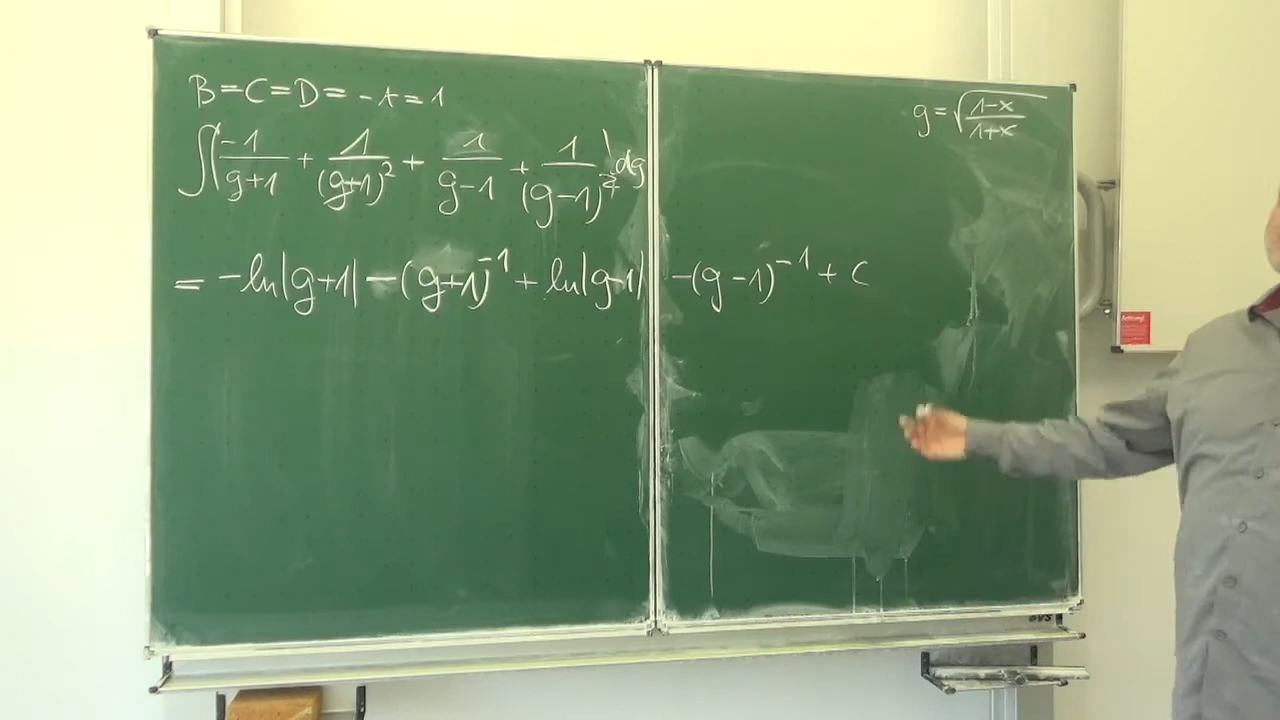 B=C=D= -A=1
g=√((1-x)/(1+x))
∫(-1/(g+1) + 1/(g+1)² + 1/(g-1) + 1/(g-1)²)dg
= -ln|g+1| -(g+1)⁻¹ + ln|g-1| -(g-1)⁻¹ + C
Achtung!